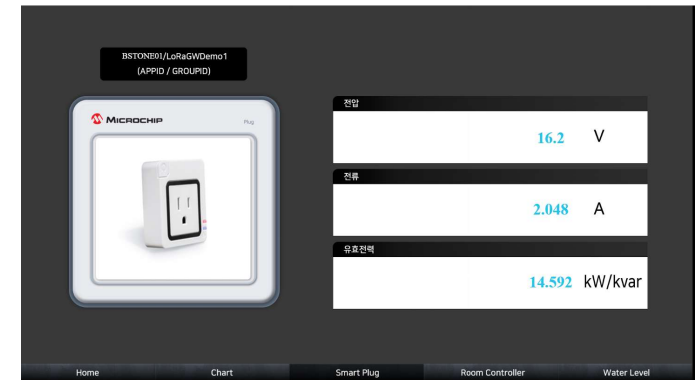 BSTONE01/LoRaGWDemo1
(APPID / GROUPID)
MICROCHIP
Plug
전압
16.2 V
전류
2.048 A
유효전력
14.592 kW/kvar
Home Chart Smart Plug Room Controller Water Level